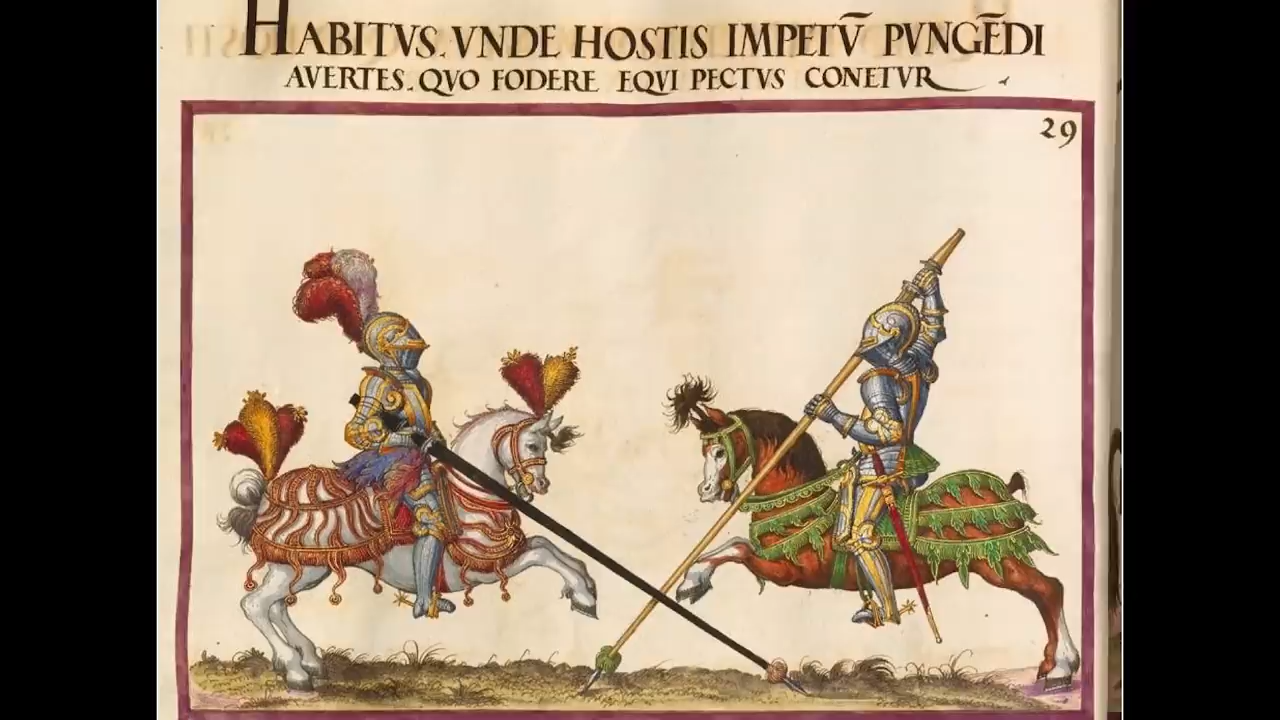 HABITVS. VNDE HOSTIS IMPETV̄ PVNGĒDI
AVERTES. QVO FODERE EQVI PECTVS CONETVR
29